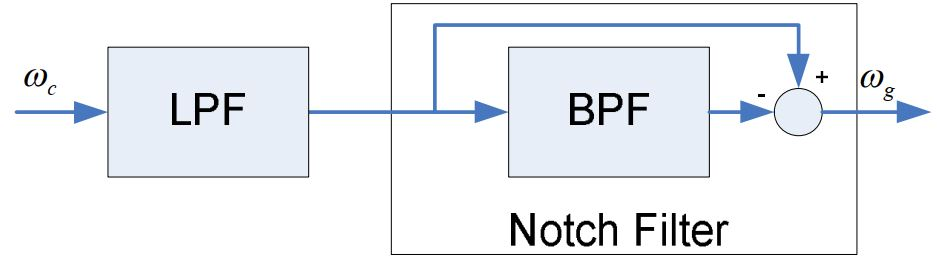 ω_c
LPF
BPF
-
+
ω_g
Notch Filter